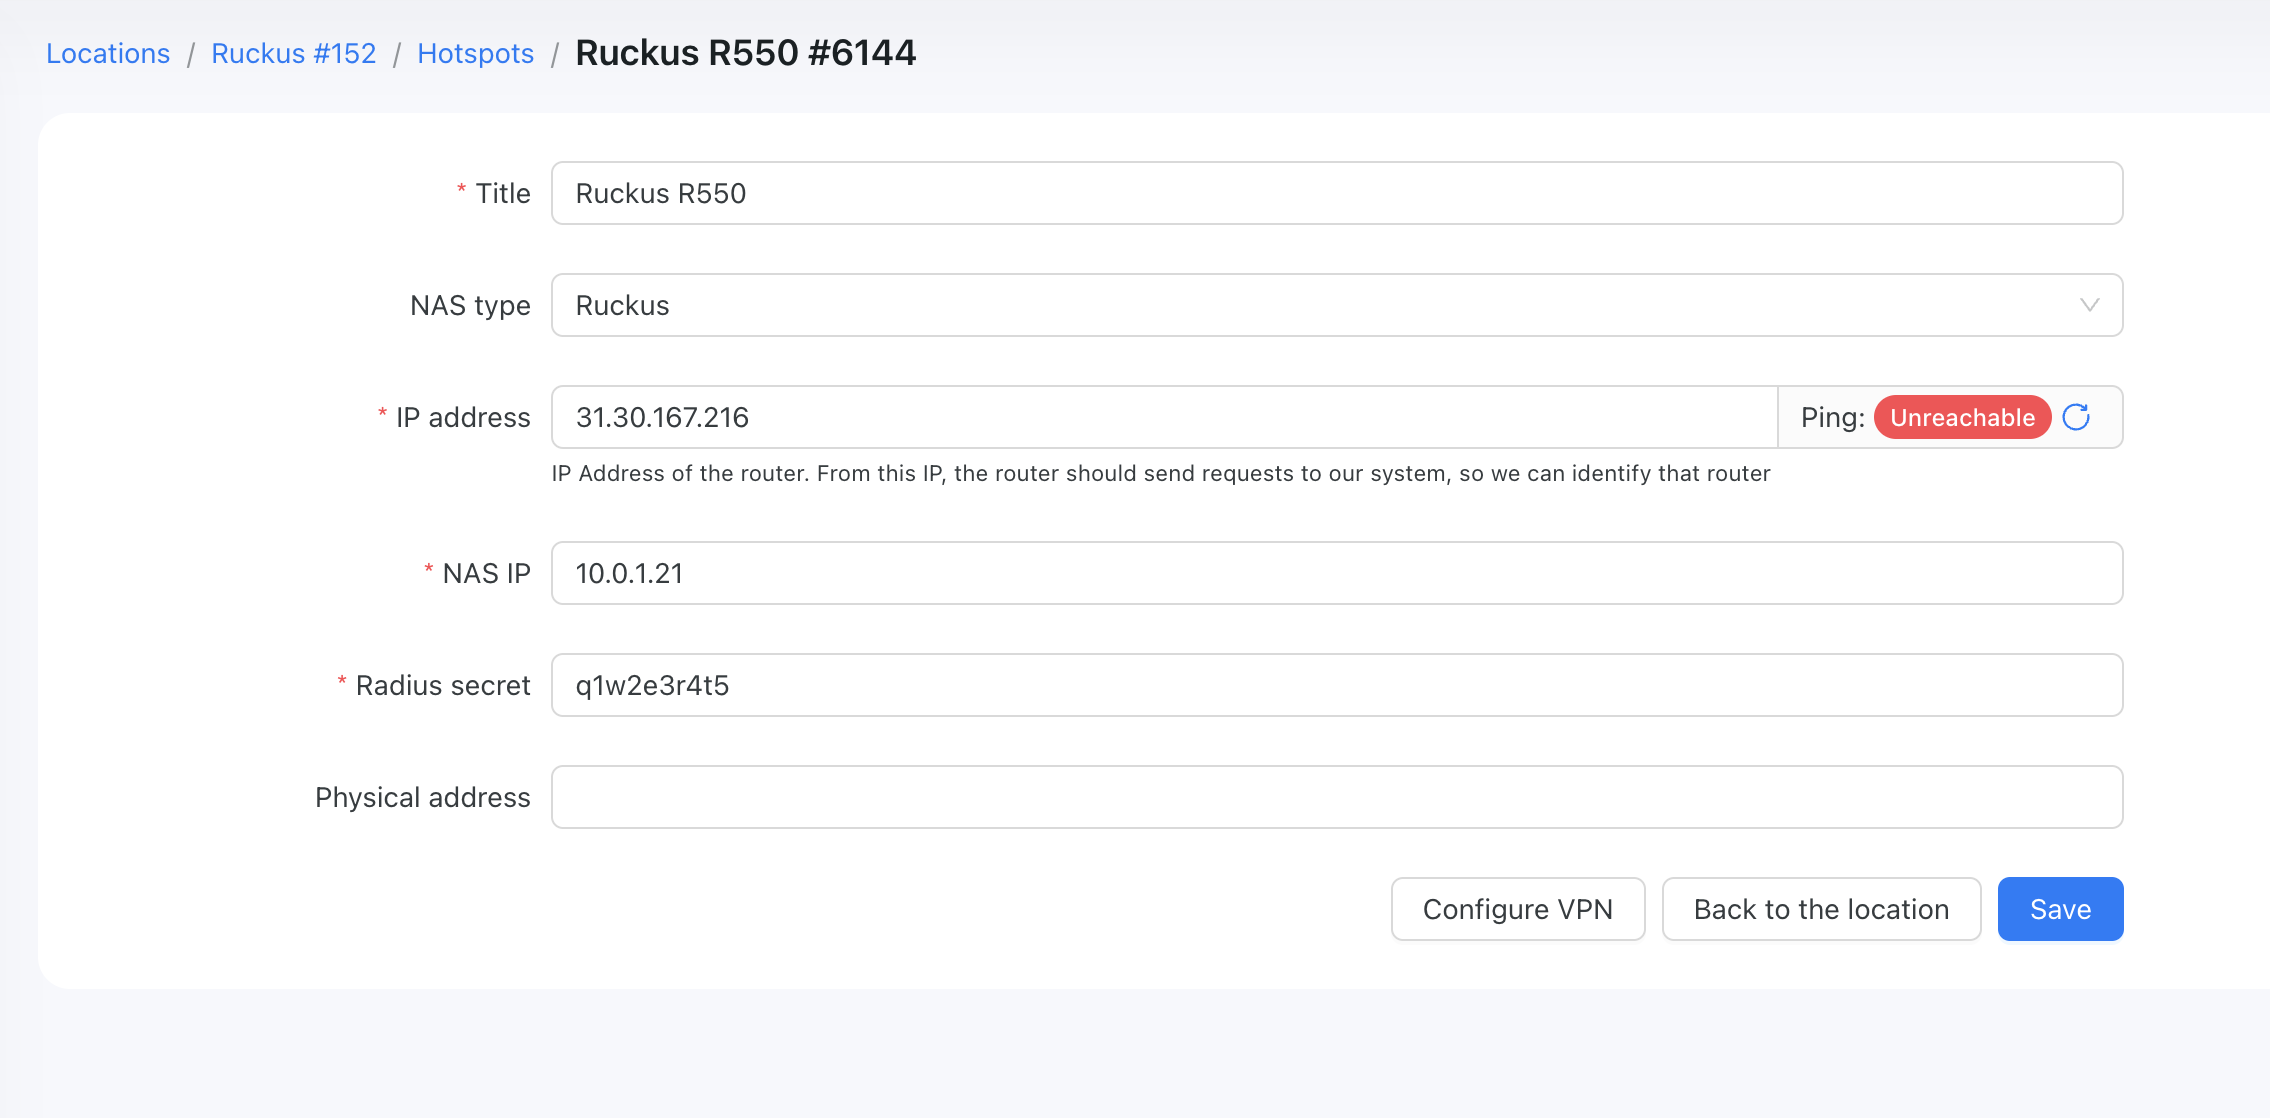 Locations / Ruckus #152 / Hotspots / Ruckus R550 #6144
* Title Ruckus R550
NAS type Ruckus
* IP address 31.30.167.216 Ping: Unreachable
IP Address of the router. From this IP, the router should send requests to our system, so we can identify that router
* NAS IP 10.0.1.21
* Radius secret q1w2e3r4t5
Physical address
Configure VPN Back to the location Save